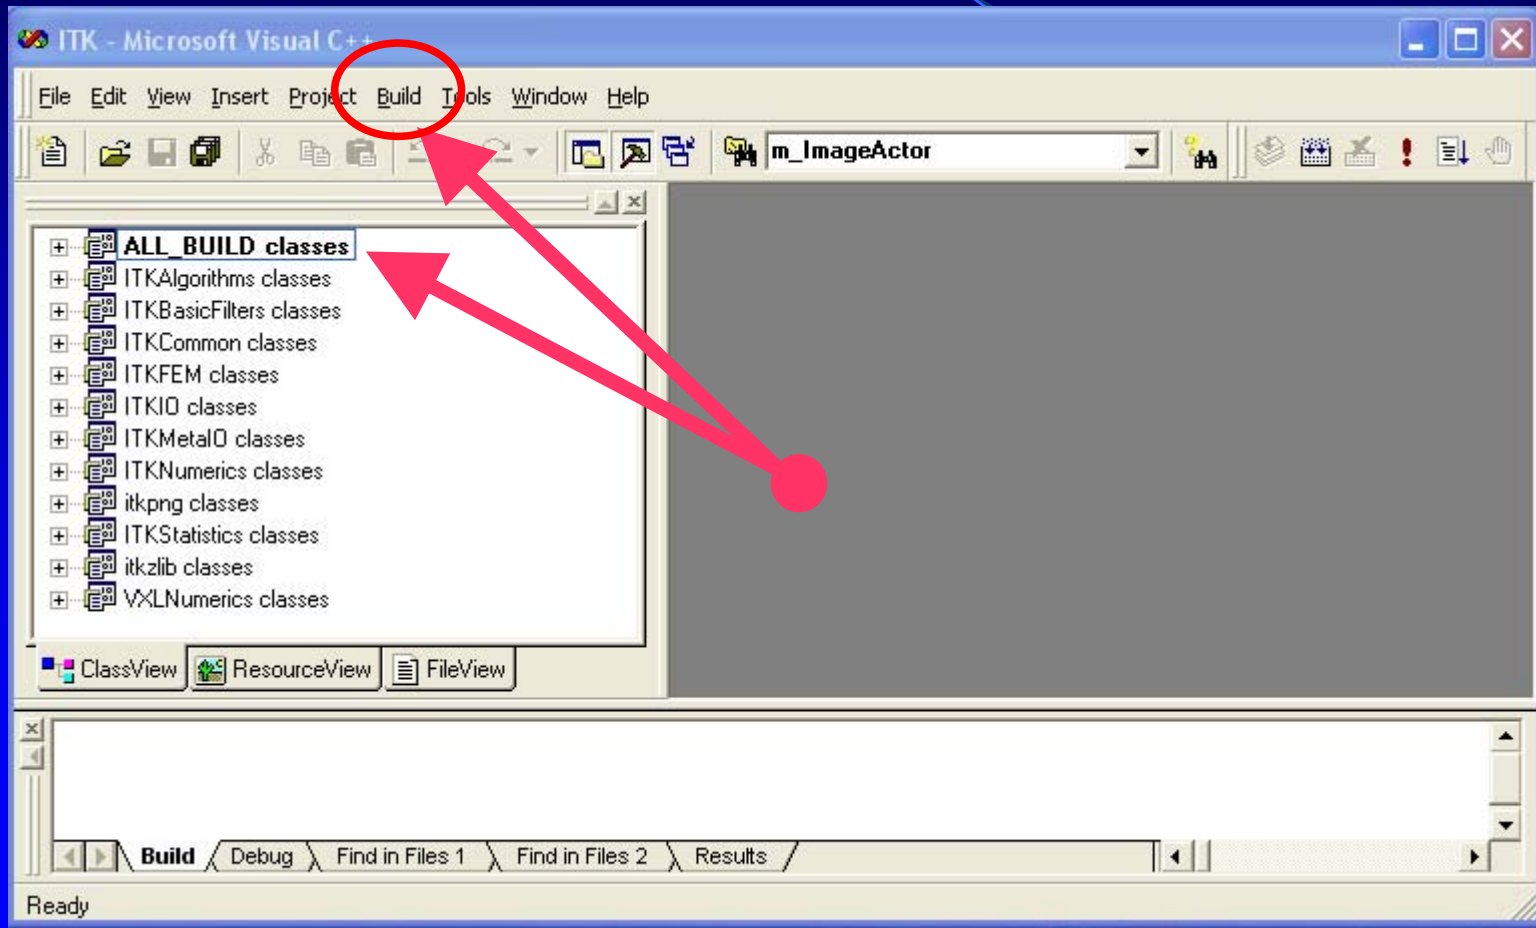 ITK - Microsoft Visual C++
File Edit View Insert Project Build Tools Window Help
m_ImageActor
ALL_BUILD classes
ITKAlgorithms classes
ITKBasicFilters classes
ITKCommon classes
ITKFEM classes
ITKIO classes
ITKMetaIO classes
ITKNumerics classes
itkpng classes
ITKStatistics classes
itkzlib classes
VXLNumerics classes
ClassView ResourceView FileView
Build Debug Find in Files 1 Find in Files 2 Results
Ready